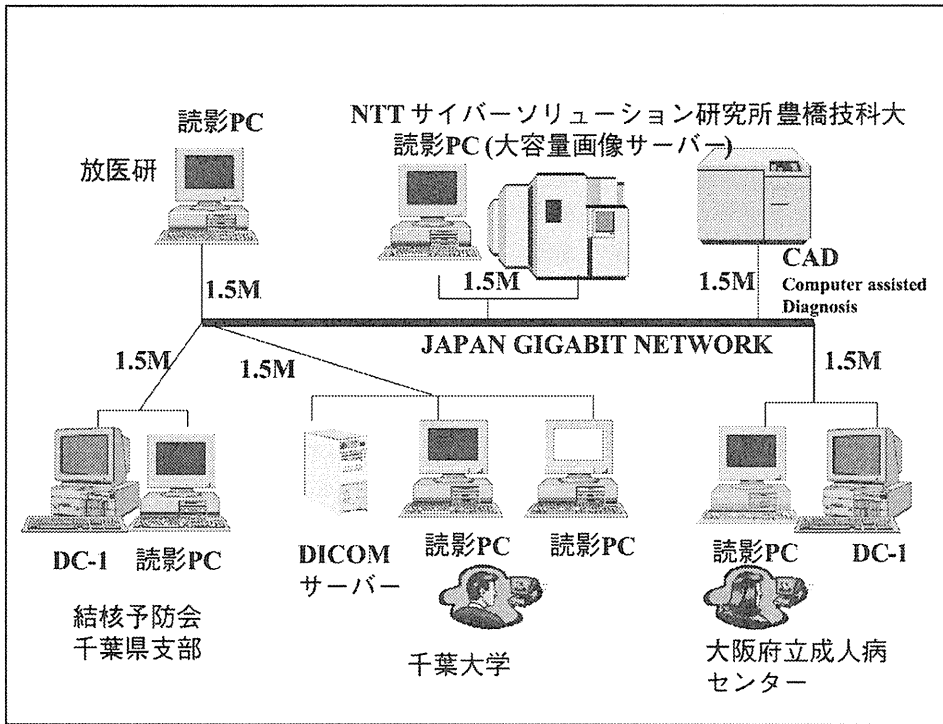 読影PC
放医研
NTT サイバーソリューション研究所 豊橋技科大
読影PC (大容量画像サーバー)
1.5M
1.5M
1.5M
CAD
Computer assisted
Diagnosis
JAPAN GIGABIT NETWORK
1.5M
1.5M
1.5M
DC-1
読影PC
結核予防会
千葉県支部
DICOM
サーバー
読影PC
読影PC
千葉大学
読影PC
DC-1
大阪府立成人病
センター